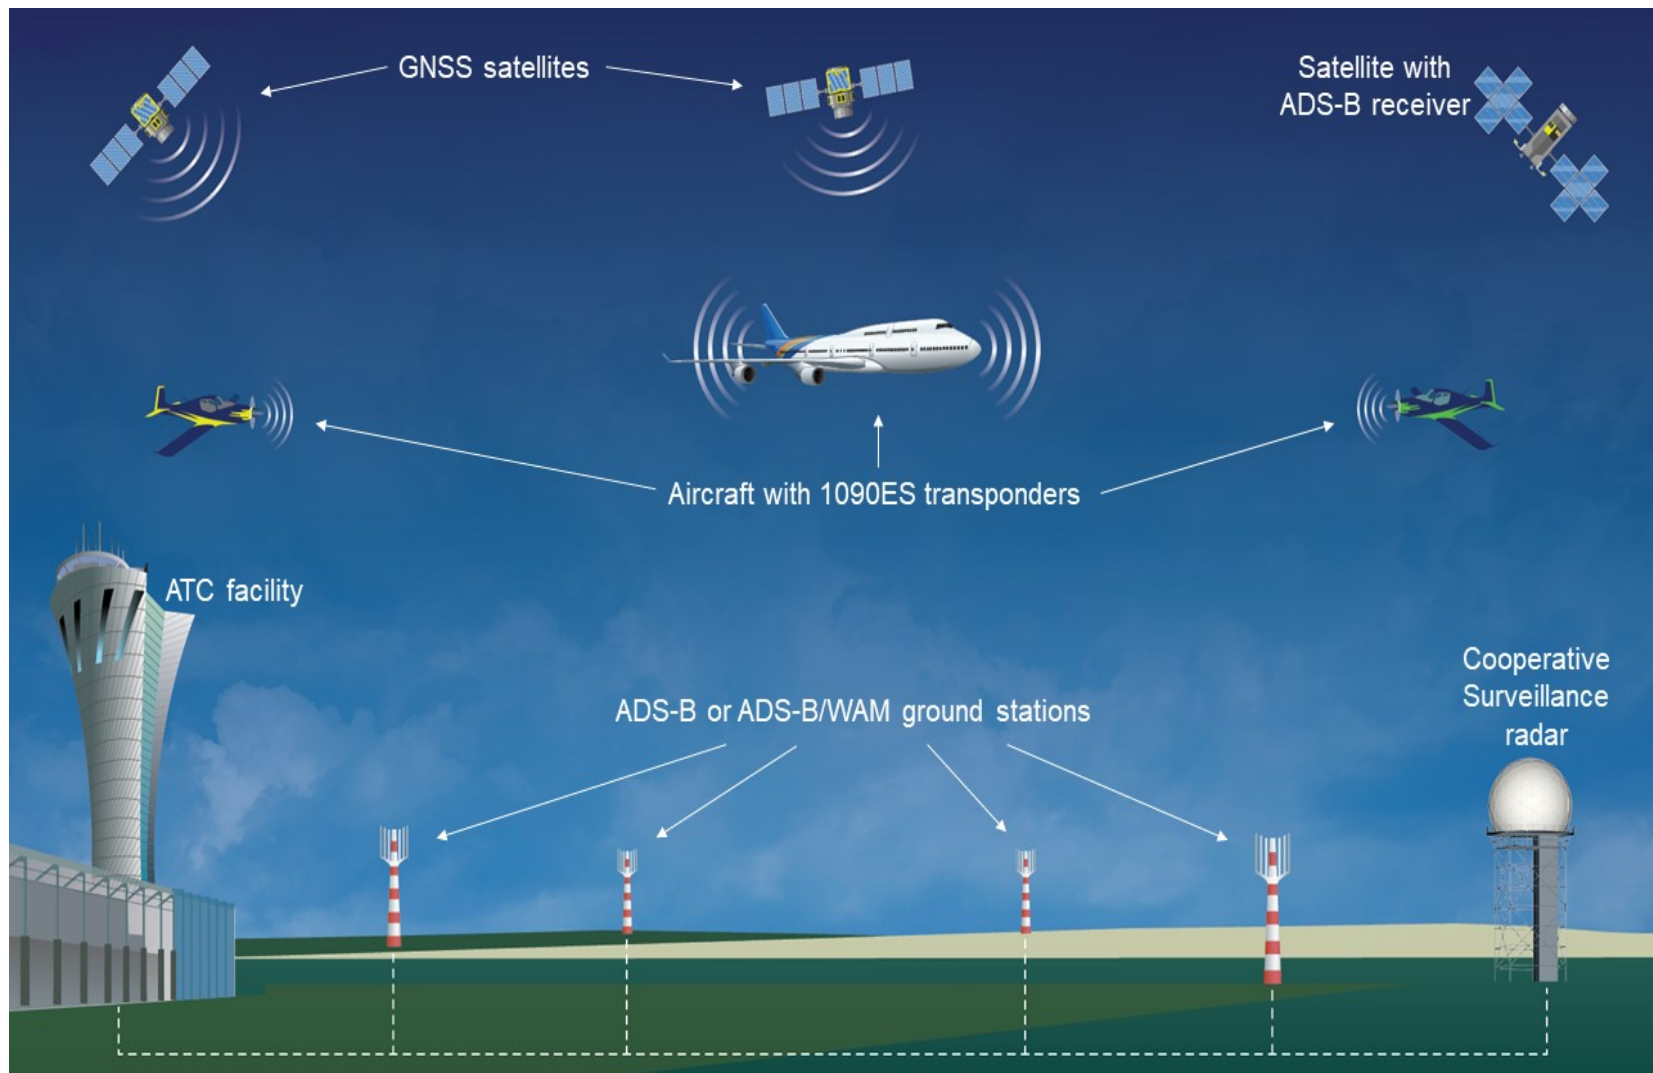 GNSS satellites
Satellite with
ADS-B receiver
Aircraft with 1090ES transponders
ATC facility
Cooperative
Surveillance
radar
ADS-B or ADS-B/WAM ground stations